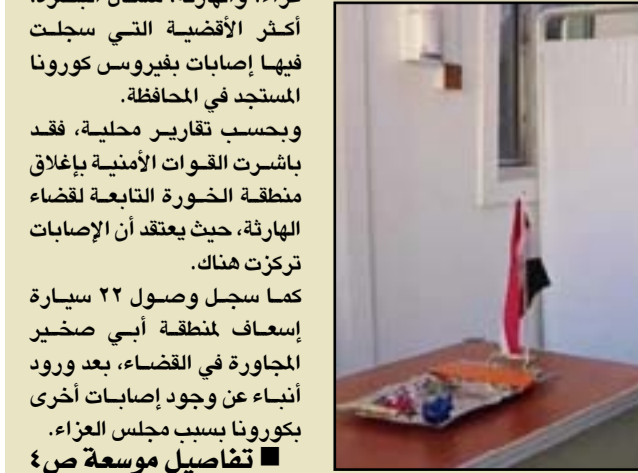 أكثر الأقضية التي سجلت
فيها إصابات بفيروس كورونا
المستجد في المحافظة.
وبحسب تقارير محلية، فقد
باشرت القوات الأمنية بإغلاق
منطقة الخورة التابعة لقضاء
الهارثة، حيث يعتقد أن الإصابات
تركزت هناك.
كما سجل وصول ٢٢ سيارة
إسعاف لمنطقة أبي صخير
المجاورة في القضاء، بعد ورود
أنباء عن وجود إصابات أخرى
بكورونا بسبب مجلس العزاء.
■ تفاصيل موسعة ص٤